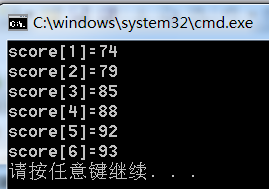 C:\windows\system32\cmd.exe
score[1]=74
score[2]=79
score[3]=85
score[4]=88
score[5]=92
score[6]=93
请按任意键继续. . .